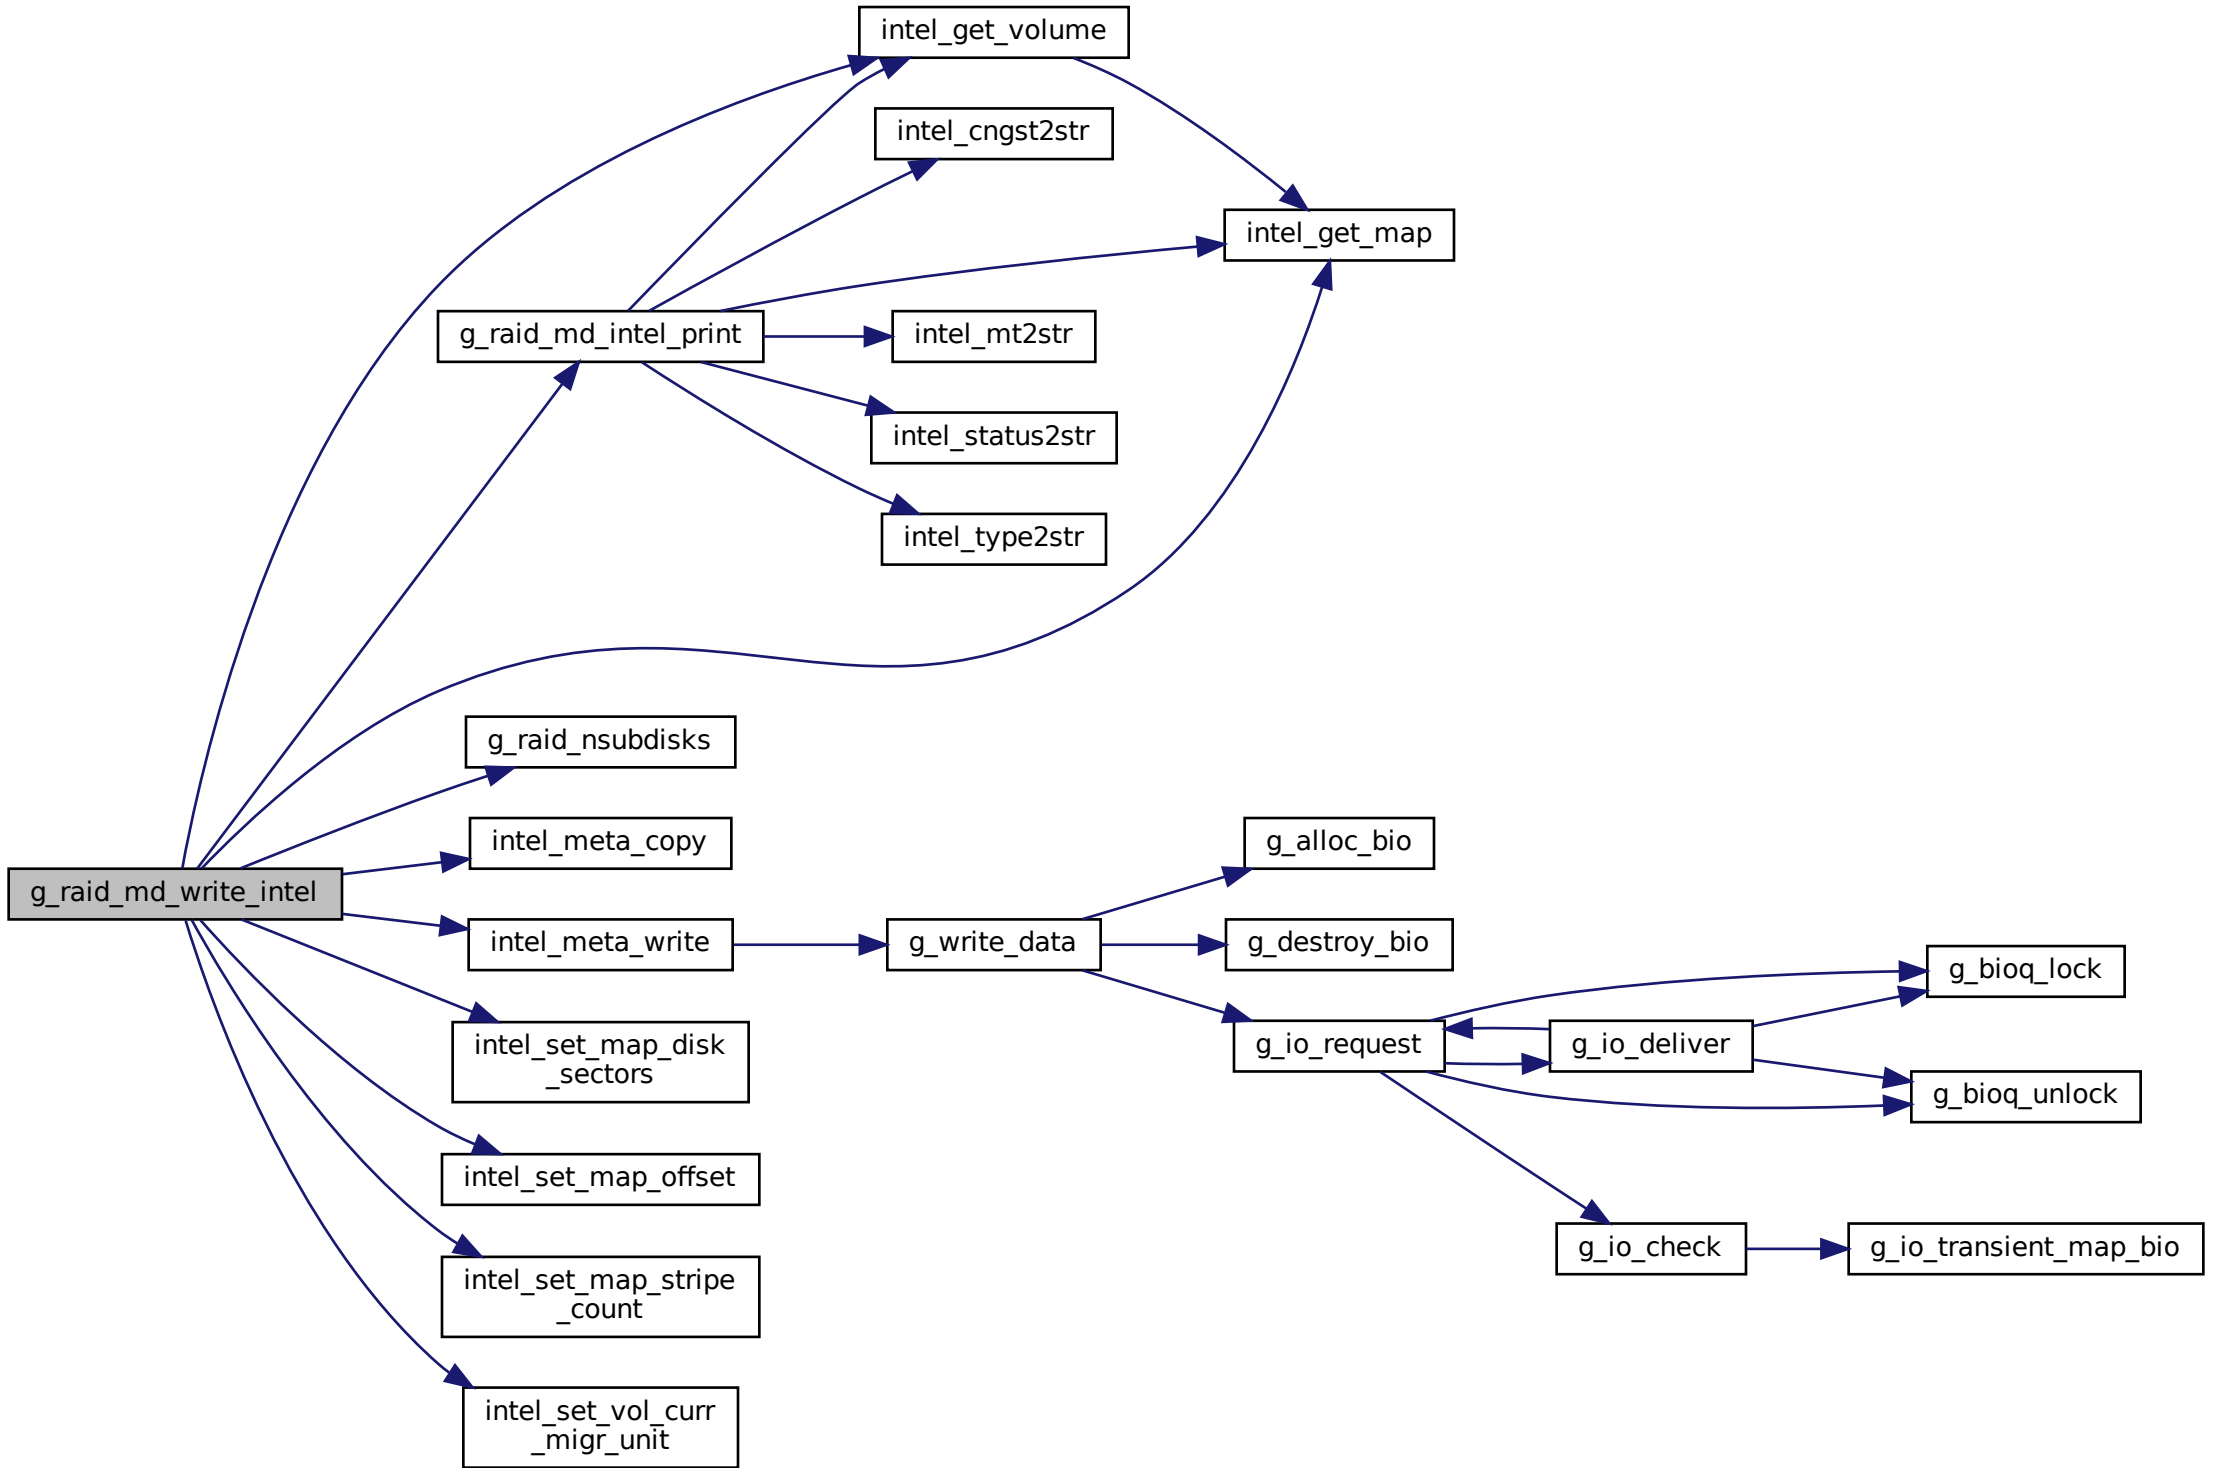 intel_get_volume
intel_cngst2str
intel_get_map
g_raid_md_intel_print
intel_mt2str
intel_status2str
intel_type2str
g_raid_nsubdisks
intel_meta_copy
g_alloc_bio
g_raid_md_write_intel
intel_meta_write
g_write_data
g_destroy_bio
g_bioq_lock
intel_set_map_disk
_sectors
g_io_request
g_io_deliver
g_bioq_unlock
intel_set_map_offset
g_io_check
g_io_transient_map_bio
intel_set_map_stripe
_count
intel_set_vol_curr
_migr_unit